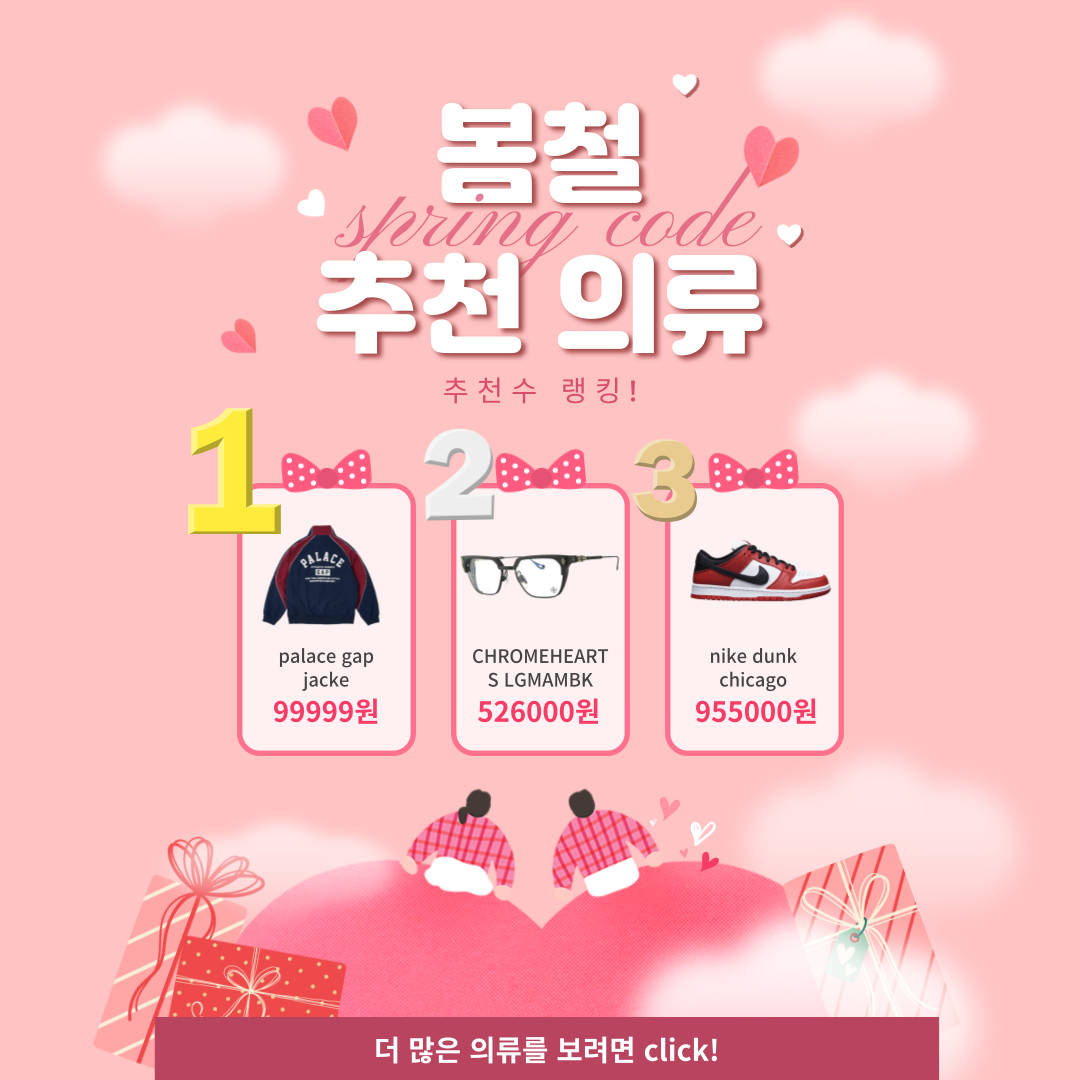 봄철
spring code
추천 의류
추천수 랭킹!
1
2
3
PALACE
GAP
palace gap
jacke
99999원
CHROMEHEART
S LGMAMBK
526000원
nike dunk
chicago
955000원
더 많은 의류를 보려면 click!